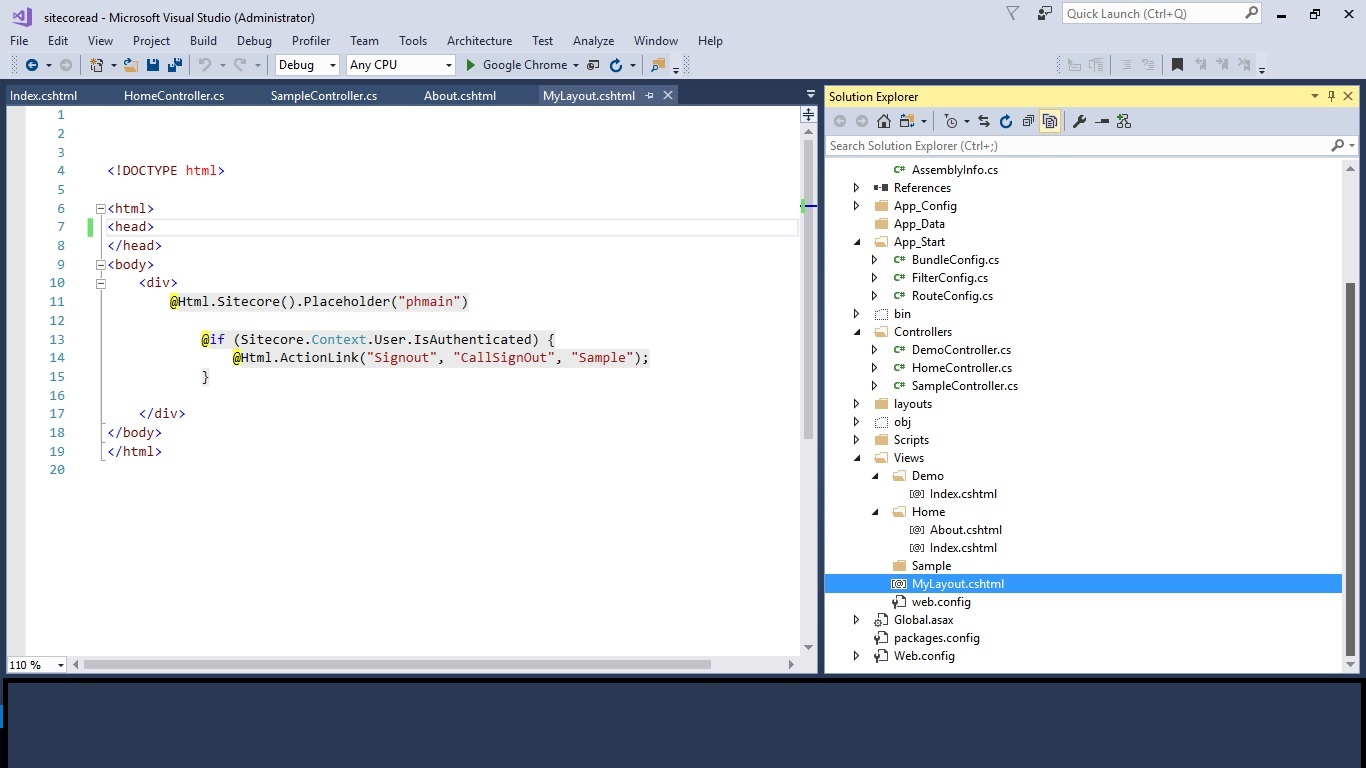 sitecoread - Microsoft Visual Studio (Administrator)
Quick Launch (Ctrl+Q)
File Edit View Project Build Debug Profiler Team Tools Architecture Test Analyze Window Help
Debug Any CPU Google Chrome
Index.cshtml HomeController.cs SampleController.cs About.cshtml MyLayout.cshtml
1
2
3
4 <!DOCTYPE html>
5
6 <html>
7 <head>
8 </head>
9 <body>
10 <div>
11 @Html.Sitecore().Placeholder("phmain")
12
13 @if (Sitecore.Context.User.IsAuthenticated) {
14 @Html.ActionLink("Signout", "CallSignOut", "Sample");
15 }
16
17 </div>
18 </body>
19 </html>
20
110 %
Solution Explorer
Search Solution Explorer (Ctrl+;)
C# AssemblyInfo.cs
References
App_Config
App_Data
App_Start
C# BundleConfig.cs
C# FilterConfig.cs
C# RouteConfig.cs
bin
Controllers
C# DemoController.cs
C# HomeController.cs
C# SampleController.cs
layouts
obj
Scripts
Views
Demo
[@] Index.cshtml
Home
[@] About.cshtml
[@] Index.cshtml
Sample
[@] MyLayout.cshtml
web.config
Global.asax
packages.config
Web.config